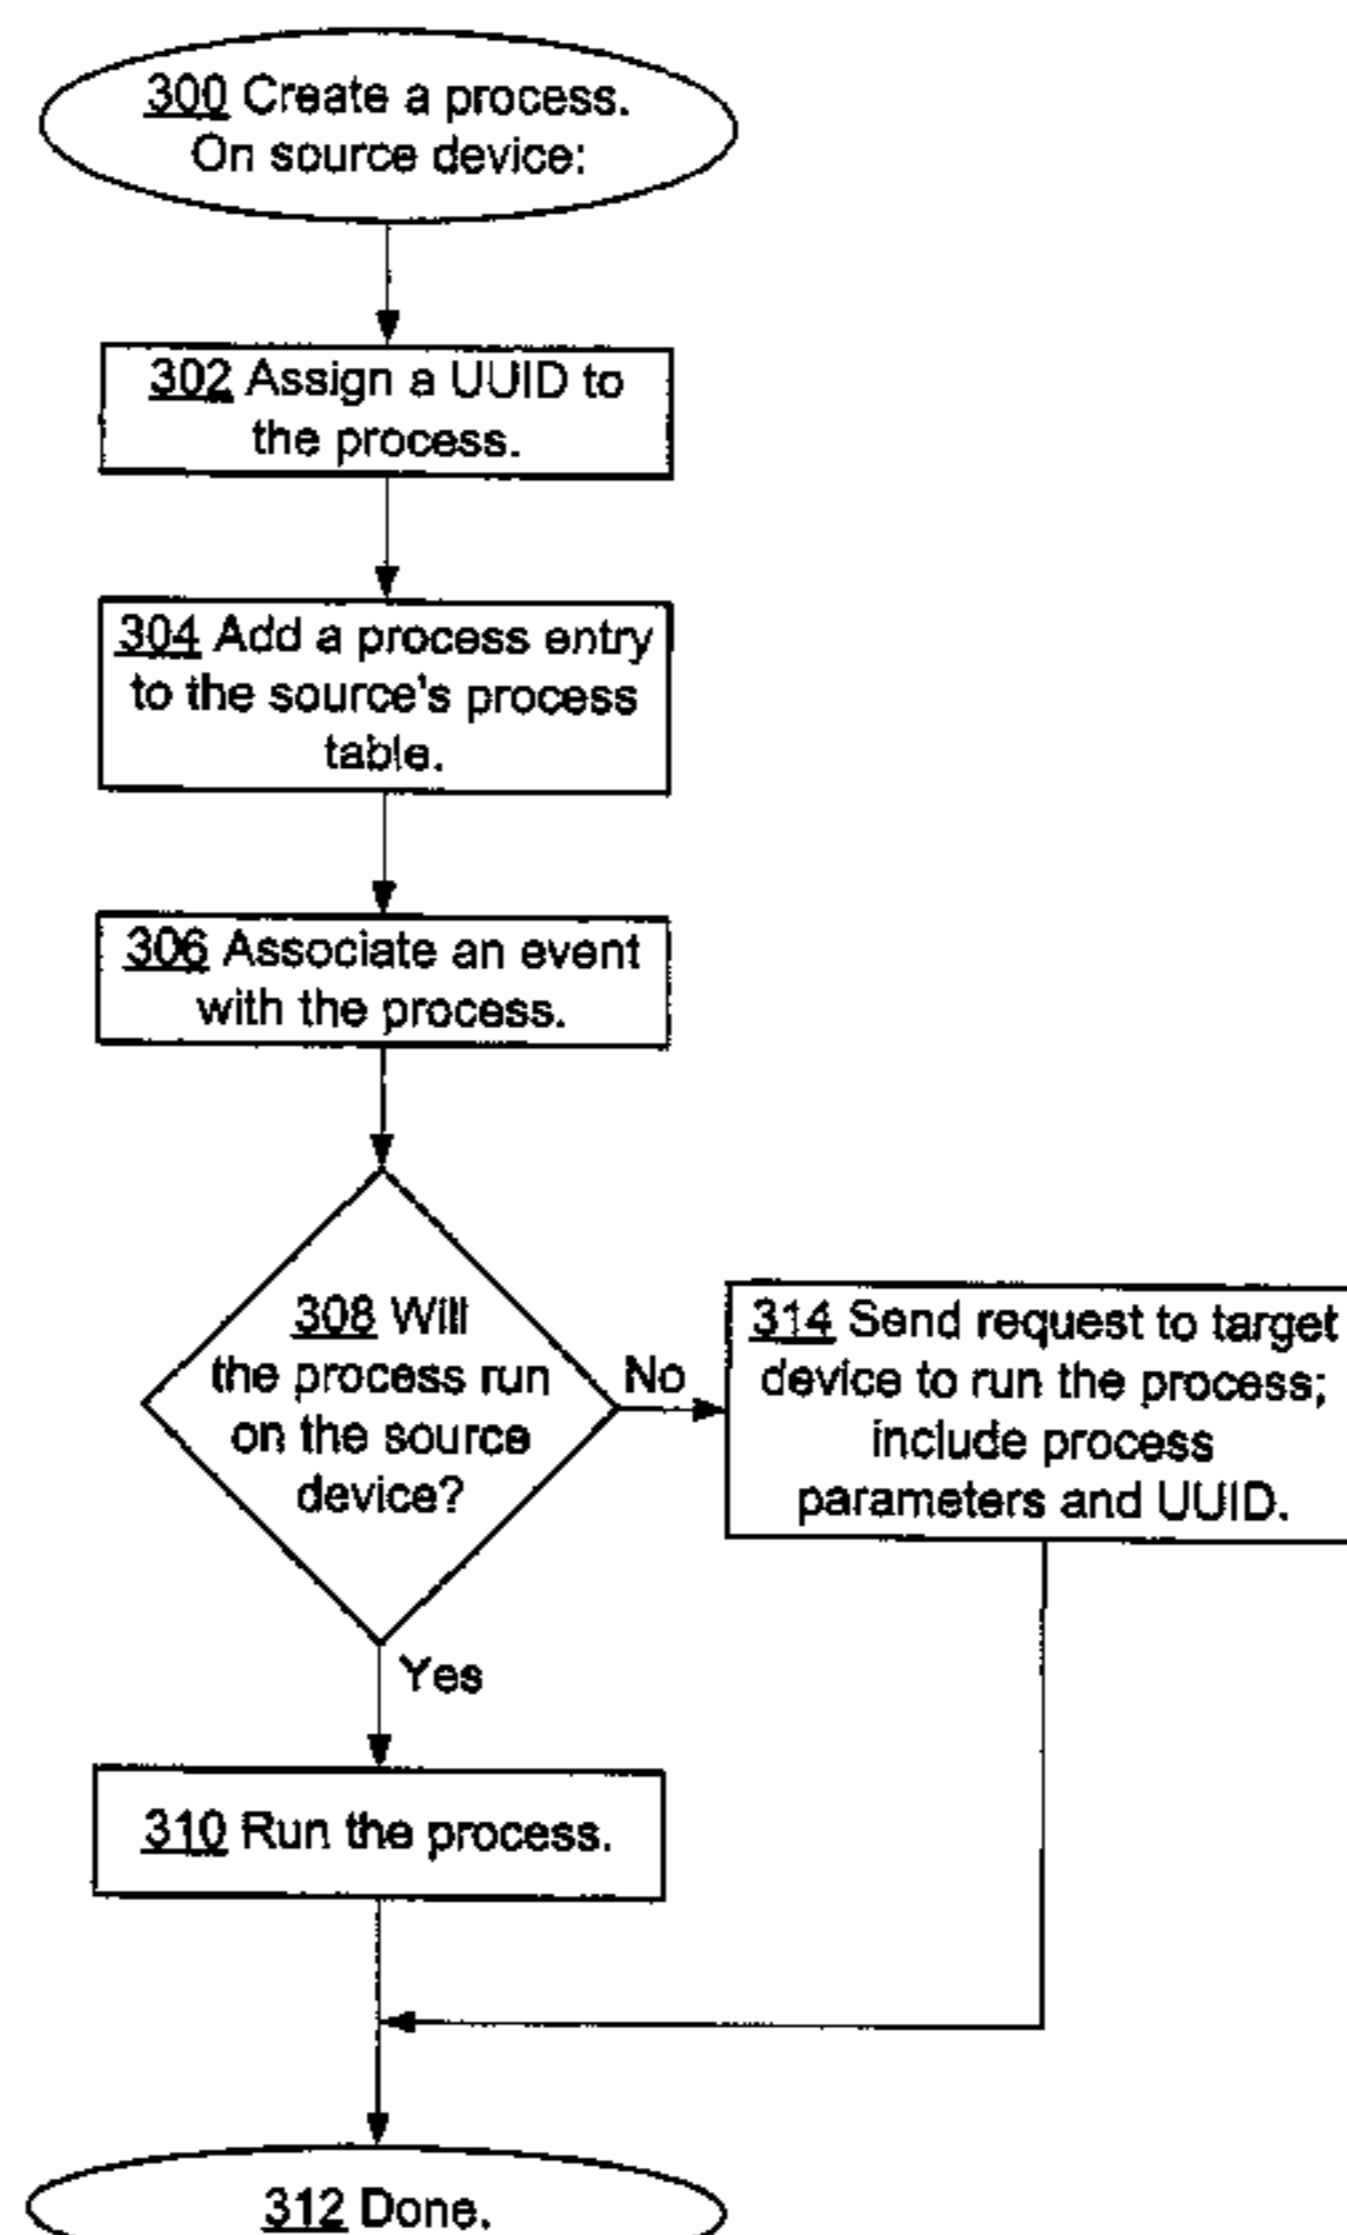 300 Create a process.
On source device:
302 Assign a UUID to
the process.
304 Add a process entry
to the source's process
table.
306 Associate an event
with the process.
308 Will
the process run
on the source
device?
No
314 Send request to target
device to run the process;
include process
parameters and UUID.
Yes
310 Run the process.
312 Done.